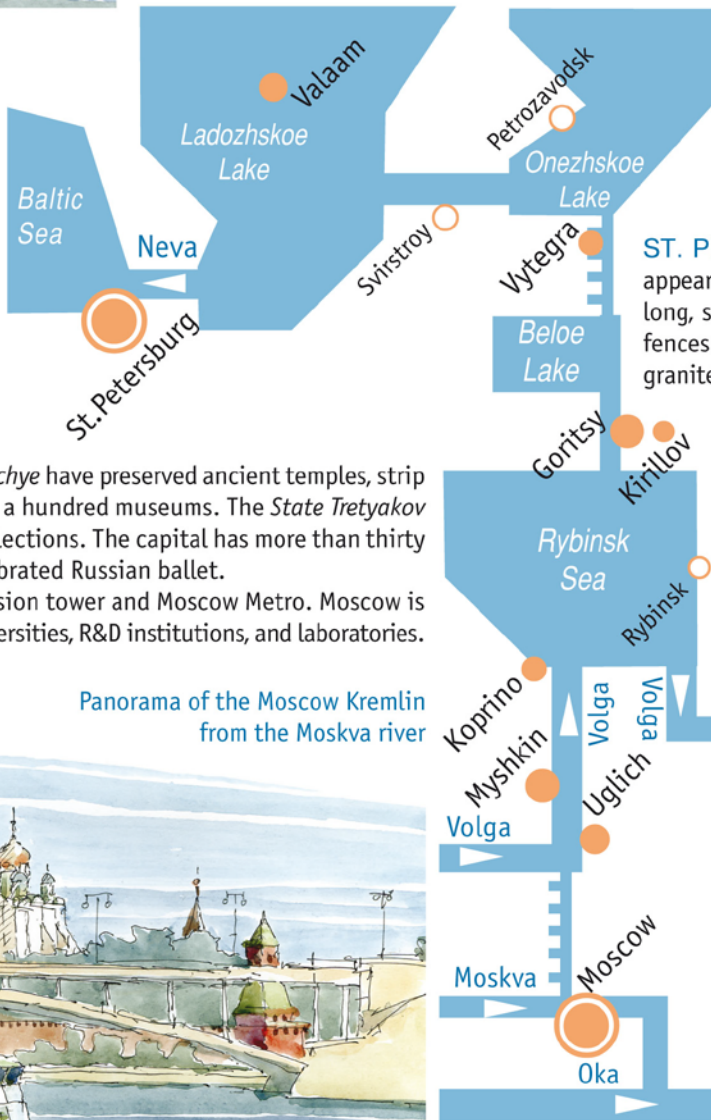 Valaam
Petrozavodsk
Ladozhskoe
Lake
Onezhskoe
Lake
Baltic
Sea
Neva
Svirstroy
Vytegra
St.Petersburg
ST. P
appear
long, s
fences
granite
Beloe
Lake
Goritsy
Kirillov
chye have preserved ancient temples, strip
a hundred museums. The State Tretyakov
lections. The capital has more than thirty
brated Russian ballet.
sion tower and Moscow Metro. Moscow is
ersities, R&D institutions, and laboratories.
Rybinsk
Sea
Rybinsk
Panorama of the Moscow Kremlin
from the Moskva river
Koprino
Volga
Volga
Myshkin
Uglich
Volga
Moscow
Moskva
Oka